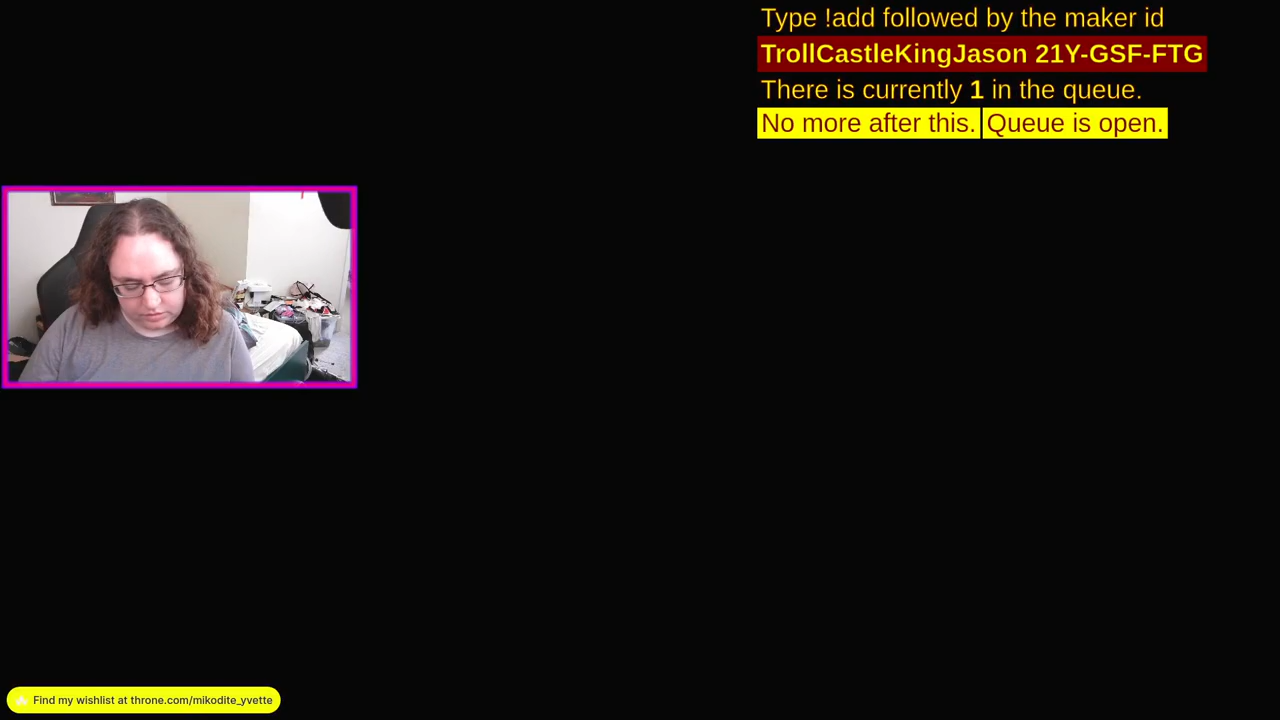 Type !add followed by the maker id
TrollCastleKingJason 21Y-GSF-FTG
There is currently 1 in the queue.
No more after this. Queue is open.
Find my wishlist at throne.com/mikodite_yvette